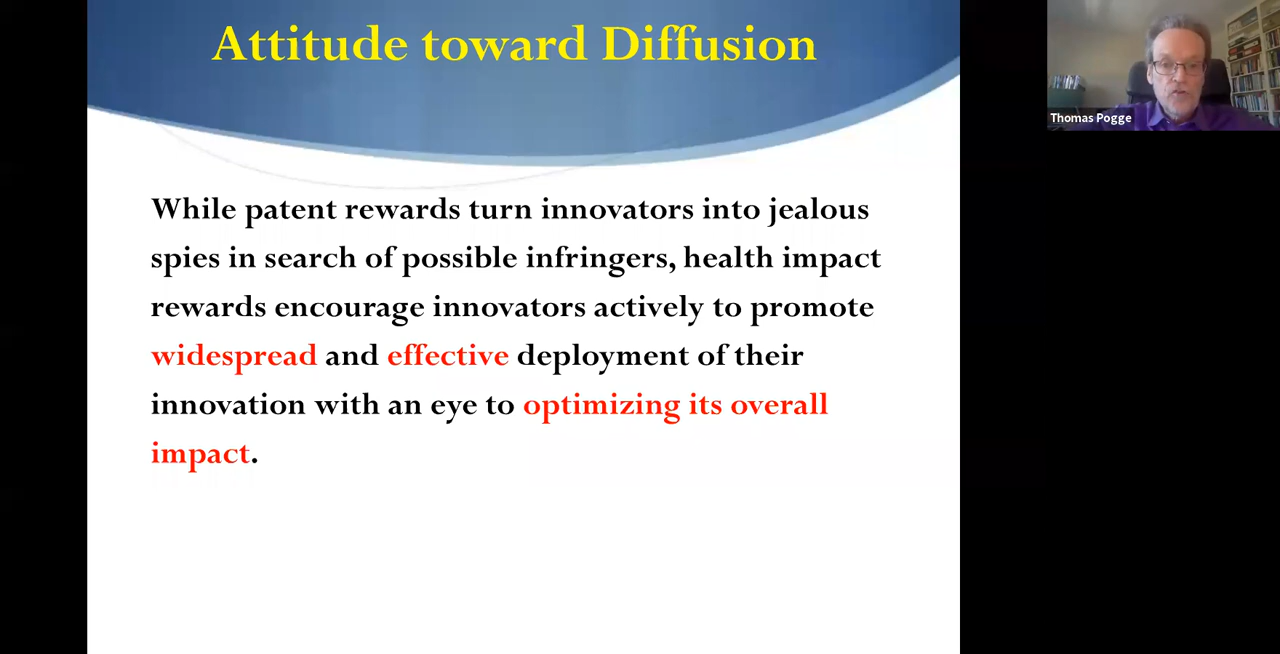 Attitude toward Diffusion
Thomas Pogge
While patent rewards turn innovators into jealous
spies in search of possible infringers, health impact
rewards encourage innovators actively to promote
widespread and effective deployment of their
innovation with an eye to optimizing its overall
impact.